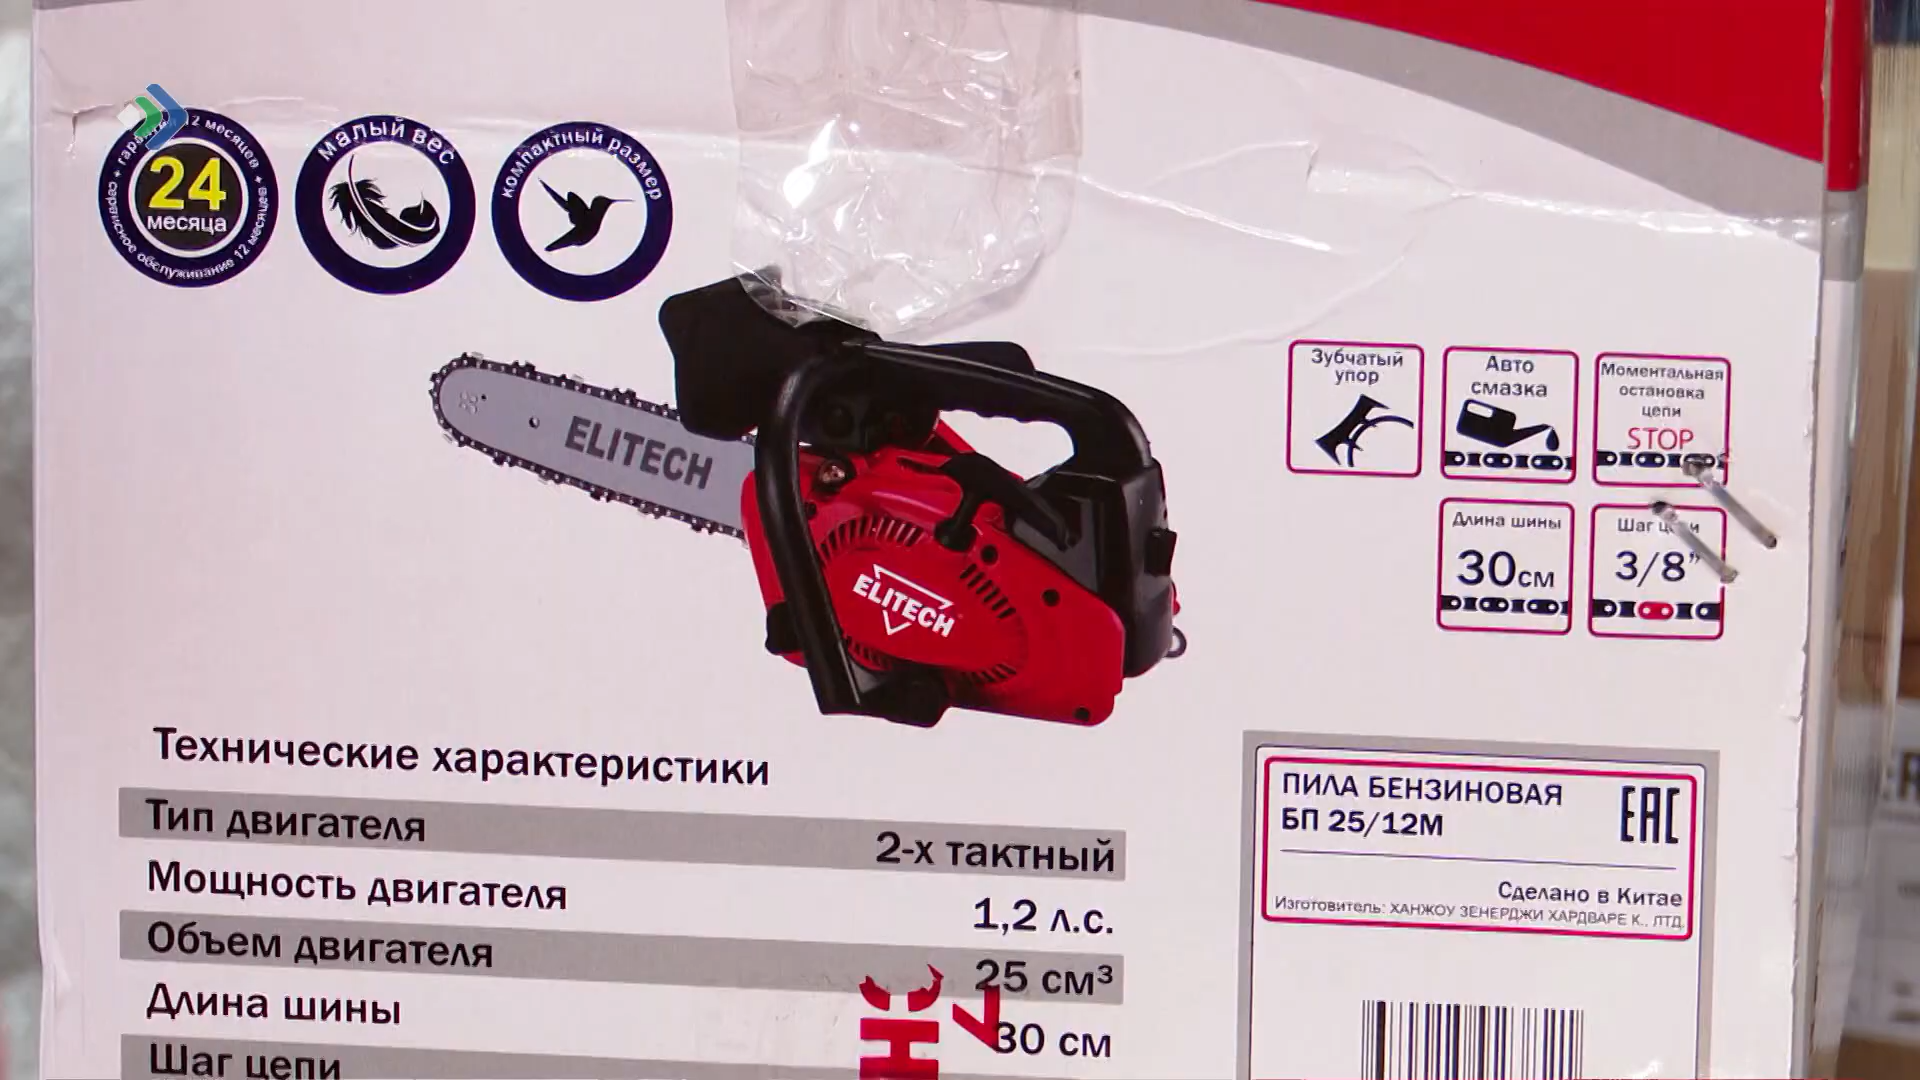 гарантия 12 месяцев + сервисное обслуживание 12 месяцев +
24
месяца
малый вес
компактный размер
ELITECH
ELITECH
Зубчатый
упор
Авто
смазка
Моментальная
остановка
цепи
STOP
Длина шины
30см
Шаг цепи
3/8”
Технические характеристики
Тип двигателя 2-х тактный
Мощность двигателя 1,2 л.с.
Объем двигателя 25 см³
Длина шины 30 см
Шаг цепи
ПИЛА БЕНЗИНОВАЯ
БП 25/12М
EAC
Сделано в Китае
Изготовитель: ХАНЖОУ ЗЕНЕРДЖИ ХАРДВАРЕ К., ЛТД.